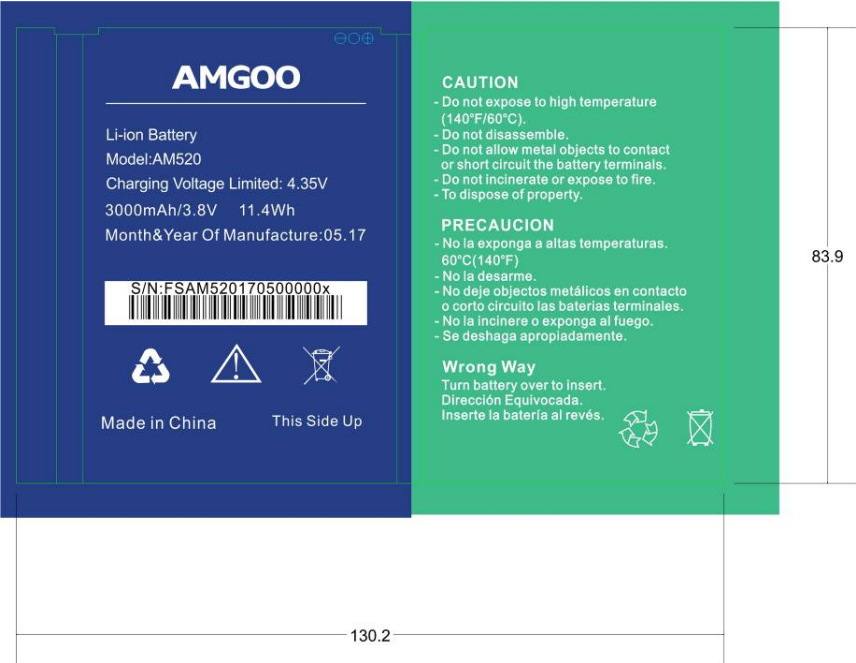 AMGOO
Li-ion Battery
Model:AM520
Charging Voltage Limited: 4.35V
3000mAh/3.8V 11.4Wh
Month&Year Of Manufacture:05.17
S/N:FSAM520170500000x
Made in China
This Side Up
CAUTION
- Do not expose to high temperature
(140°F/60°C).
- Do not disassemble.
- Do not allow metal objects to contact
or short circuit the battery terminals.
- Do not incinerate or expose to fire.
- To dispose of property.
PRECAUCION
- No la exponga a altas temperaturas.
60°C(140°F)
- No la desarme.
- No deje objectos metálicos en contacto
o corto circuito las baterias terminales.
- No la incinere o exponga al fuego.
- Se deshaga apropiadamente.
Wrong Way
Turn battery over to insert.
Dirección Equivocada.
Inserte la batería al revés.
83.9
130.2